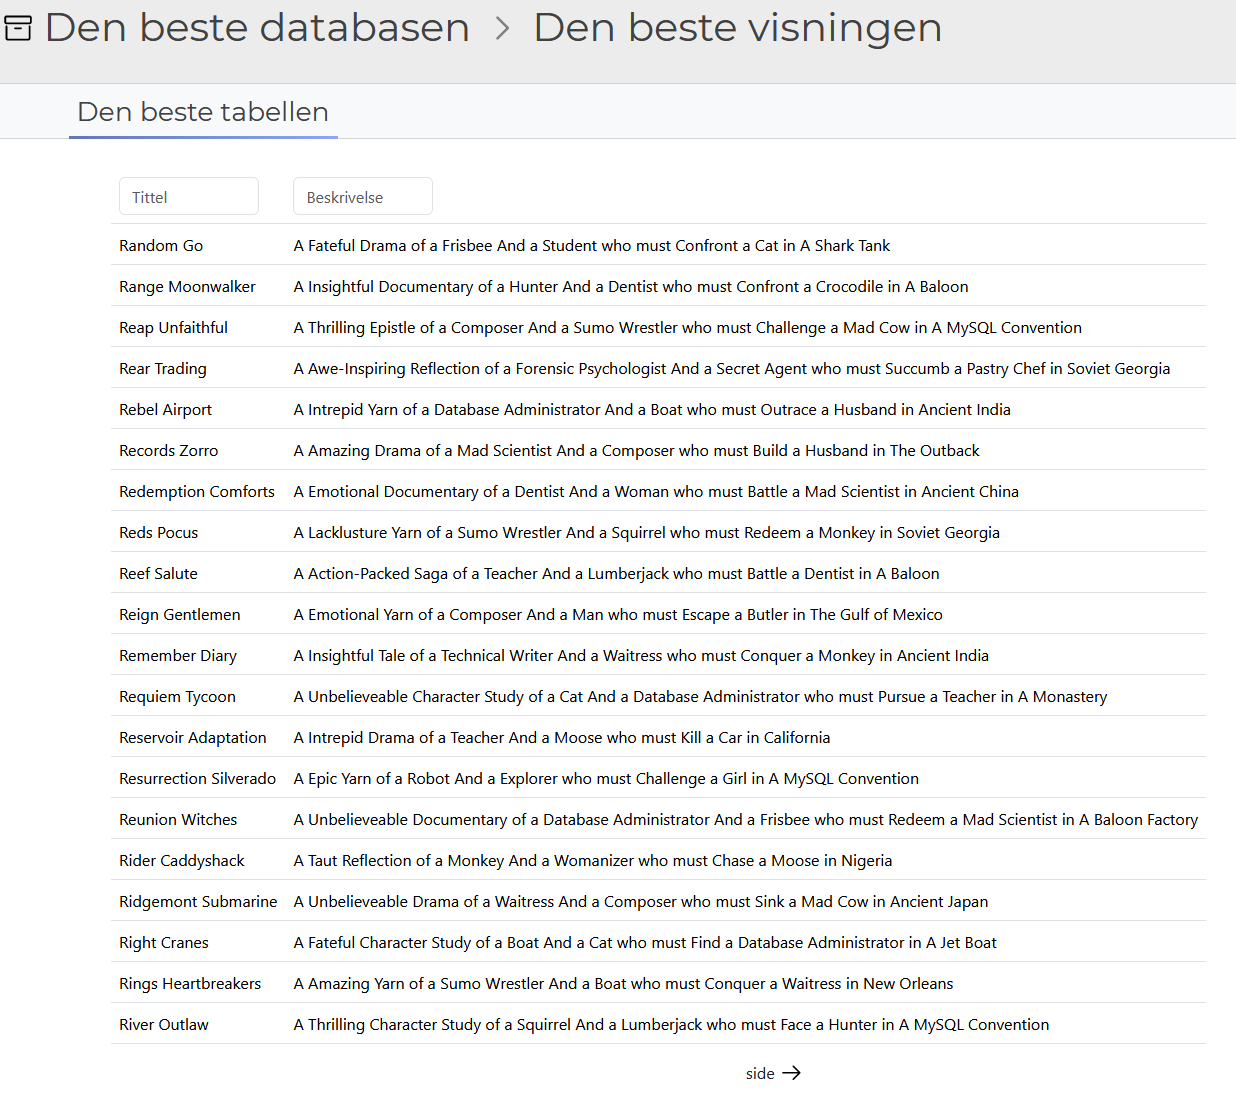 Den beste databasen > Den beste visningen
Den beste tabellen
Tittel Beskrivelse
Random Go A Fateful Drama of a Frisbee And a Student who must Confront a Cat in A Shark Tank
Range Moonwalker A Insightful Documentary of a Hunter And a Dentist who must Confront a Crocodile in A Baloon
Reap Unfaithful A Thrilling Epistle of a Composer And a Sumo Wrestler who must Challenge a Mad Cow in A MySQL Convention
Rear Trading A Awe-Inspiring Reflection of a Forensic Psychologist And a Secret Agent who must Succumb a Pastry Chef in Soviet Georgia
Rebel Airport A Intrepid Yarn of a Database Administrator And a Boat who must Outrace a Husband in Ancient India
Records Zorro A Amazing Drama of a Mad Scientist And a Composer who must Build a Husband in The Outback
Redemption Comforts A Emotional Documentary of a Dentist And a Woman who must Battle a Mad Scientist in Ancient China
Reds Pocus A Lacklusture Yarn of a Sumo Wrestler And a Squirrel who must Redeem a Monkey in Soviet Georgia
Reef Salute A Action-Packed Saga of a Teacher And a Lumberjack who must Battle a Dentist in A Baloon
Reign Gentlemen A Emotional Yarn of a Composer And a Man who must Escape a Butler in The Gulf of Mexico
Remember Diary A Insightful Tale of a Technical Writer And a Waitress who must Conquer a Monkey in Ancient India
Requiem Tycoon A Unbelieveable Character Study of a Cat And a Database Administrator who must Pursue a Teacher in A Monastery
Reservoir Adaptation A Intrepid Drama of a Teacher And a Moose who must Kill a Car in California
Resurrection Silverado A Epic Yarn of a Robot And a Explorer who must Challenge a Girl in A MySQL Convention
Reunion Witches A Unbelieveable Documentary of a Database Administrator And a Frisbee who must Redeem a Mad Scientist in A Baloon Factory
Rider Caddyshack A Taut Reflection of a Monkey And a Womanizer who must Chase a Moose in Nigeria
Ridgemont Submarine A Unbelieveable Drama of a Waitress And a Composer who must Sink a Mad Cow in Ancient Japan
Right Cranes A Fateful Character Study of a Boat And a Cat who must Find a Database Administrator in A Jet Boat
Rings Heartbreakers A Amazing Yarn of a Sumo Wrestler And a Boat who must Conquer a Waitress in New Orleans
River Outlaw A Thrilling Character Study of a Squirrel And a Lumberjack who must Face a Hunter in A MySQL Convention
side →